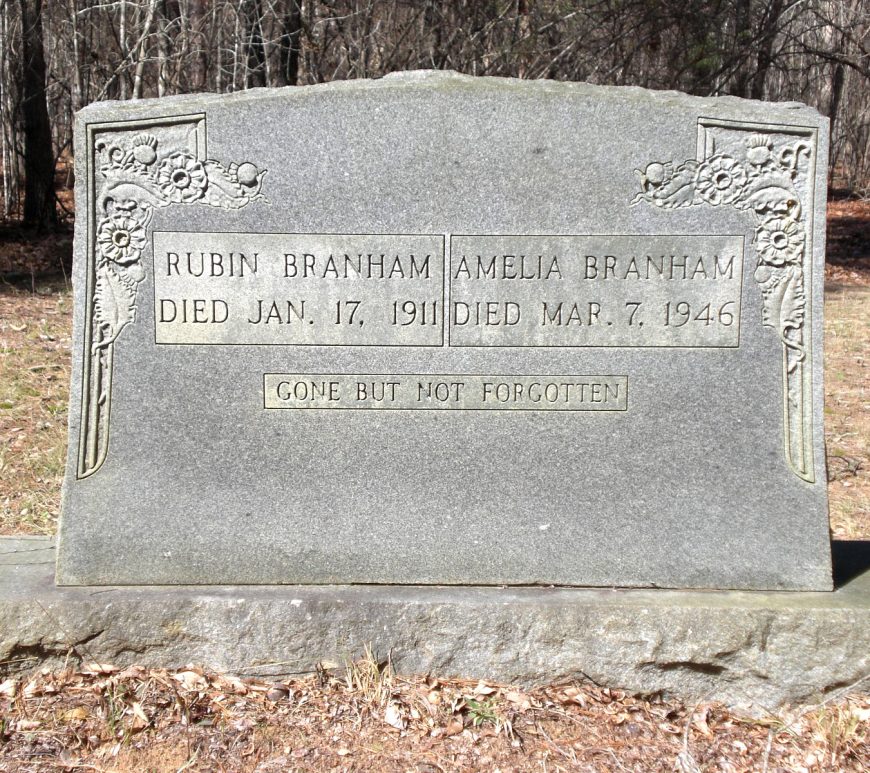 RUBIN BRANHAM
DIED JAN. 17, 1911
AMELIA BRANHAM
DIED MAR. 7, 1946
GONE BUT NOT FORGOTTEN